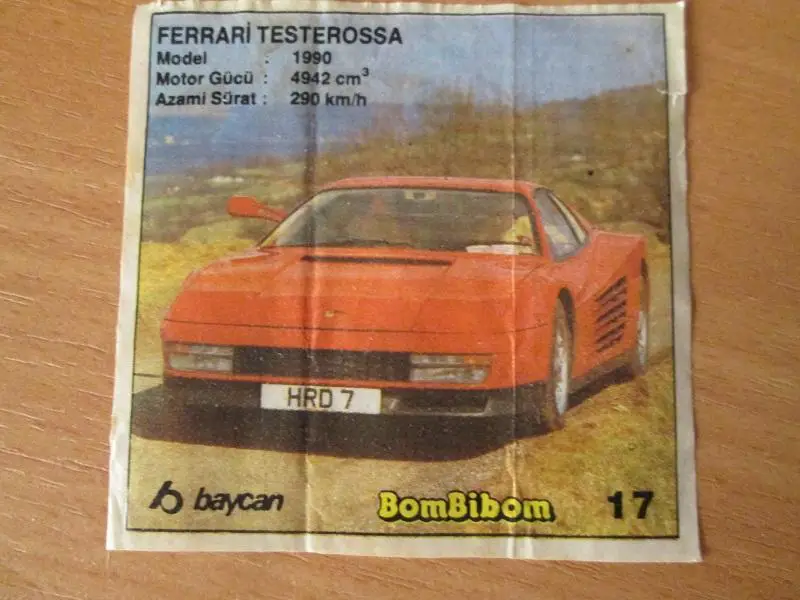 FERRARİ TESTEROSSA
Model : 1990
Motor Gücü : 4942 cm³
Azami Sürat : 290 km/h
HRD 7
baycan
BomBibom
17